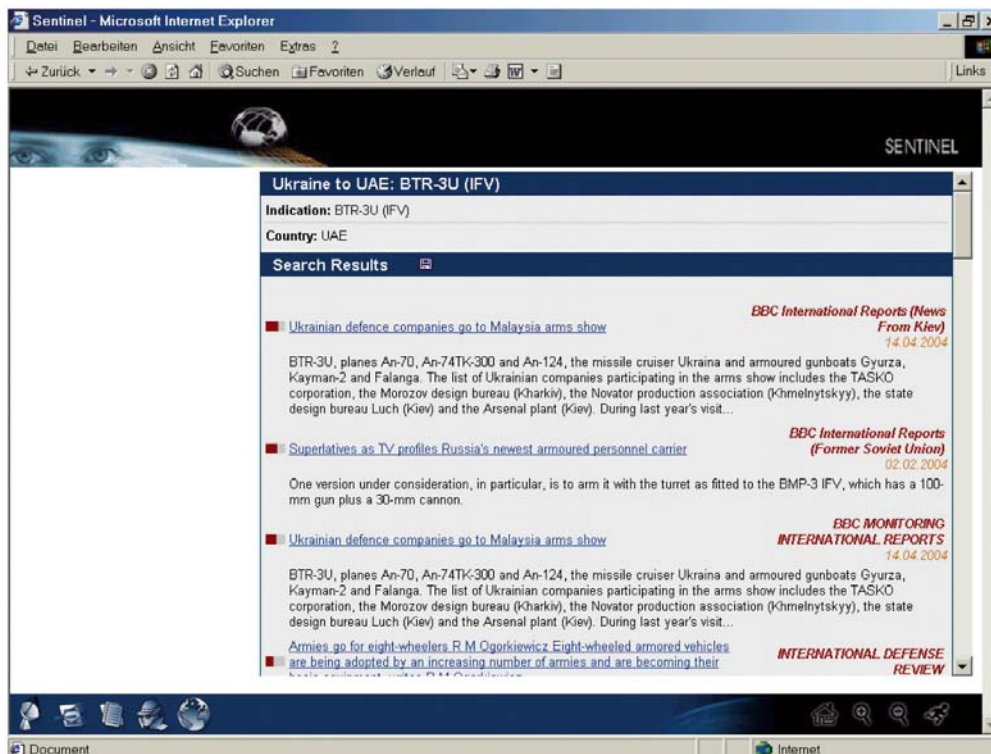 Sentinel - Microsoft Internet Explorer
Datei Bearbeiten Ansicht Favoriten Extras ?
Zurück Suchen Favoriten Verlauf Links
SENTINEL
Ukraine to UAE: BTR-3U (IFV)
Indication: BTR-3U (IFV)
Country: UAE
Search Results
Ukrainian defence companies go to Malaysia arms show
BBC International Reports (News
From Kiev)
14.04.2004
BTR-3U, planes An-70, An-74TK-300 and An-124, the missile cruiser Ukraina and armoured gunboats Gyurza,
Kayman-2 and Falanga. The list of Ukrainian companies participating in the arms show includes the TASKO
corporation, the Morozov design bureau (Kharkiv), the Novator production association (Khmelnytskyy), the state
design bureau Luch (Kiev) and the Arsenal plant (Kiev). During last year's visit...
Superlatives as TV profiles Russia's newest armoured personnel carrier
BBC International Reports
(Former Soviet Union)
02.02.2004
One version under consideration, in particular, is to arm it with the turret as fitted to the BMP-3 IFV, which has a 100-
mm gun plus a 30-mm cannon.
Ukrainian defence companies go to Malaysia arms show
BBC MONITORING
INTERNATIONAL REPORTS
14.04.2004
BTR-3U, planes An-70, An-74TK-300 and An-124, the missile cruiser Ukraina and armoured gunboats Gyurza,
Kayman-2 and Falanga. The list of Ukrainian companies participating in the arms show includes the TASKO
corporation, the Morozov design bureau (Kharkiv), the Novator production association (Khmelnytskyy), the state
design bureau Luch (Kiev) and the Arsenal plant (Kiev). During last year's visit...
Armies go for eight-wheelers R M Ogorkiewicz Eight-wheeled armored vehicles
are being adopted by an increasing number of armies and are becoming their
INTERNATIONAL DEFENSE
REVIEW
Document Internet